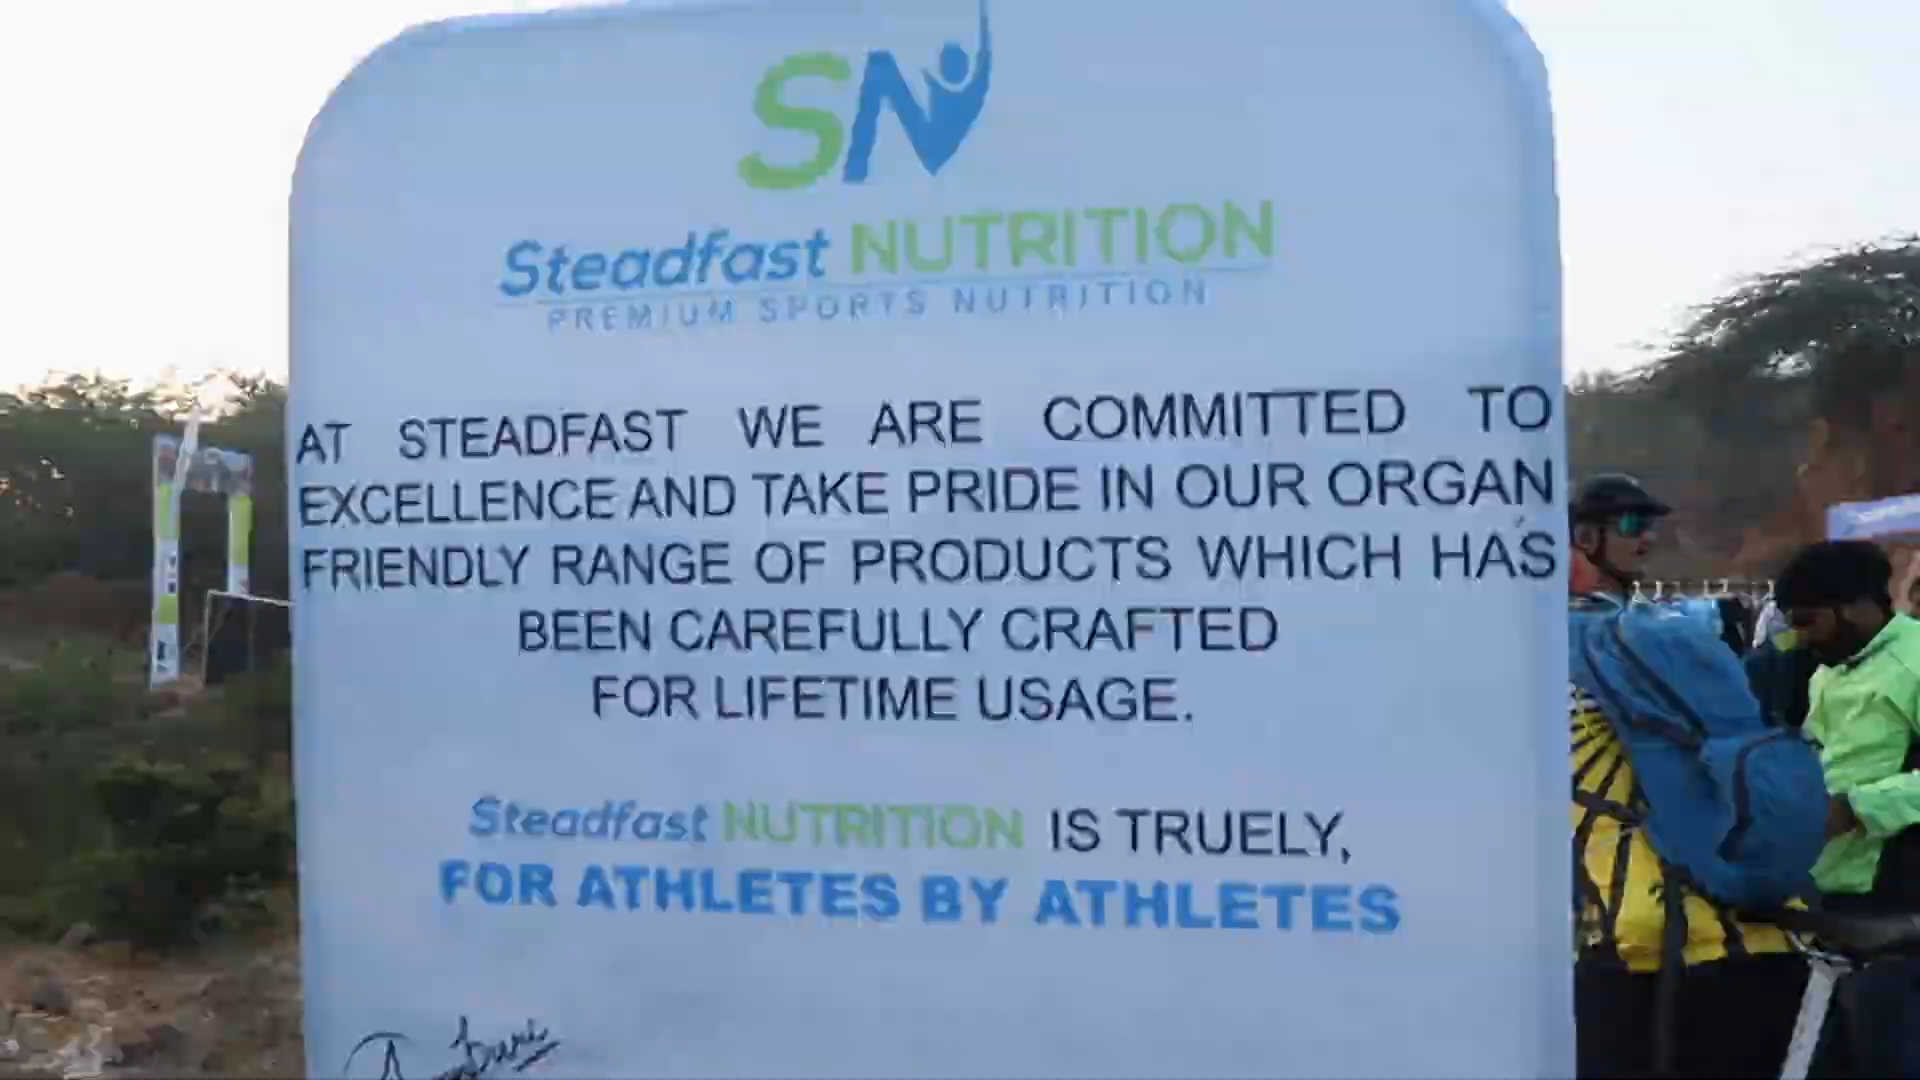 SN
Steadfast NUTRITION
PREMIUM SPORTS NUTRITION
AT STEADFAST WE ARE COMMITTED TO
EXCELLENCE AND TAKE PRIDE IN OUR ORGAN
FRIENDLY RANGE OF PRODUCTS WHICH HAS
BEEN CAREFULLY CRAFTED
FOR LIFETIME USAGE.
Steadfast NUTRITION IS TRUELY,
FOR ATHLETES BY ATHLETES